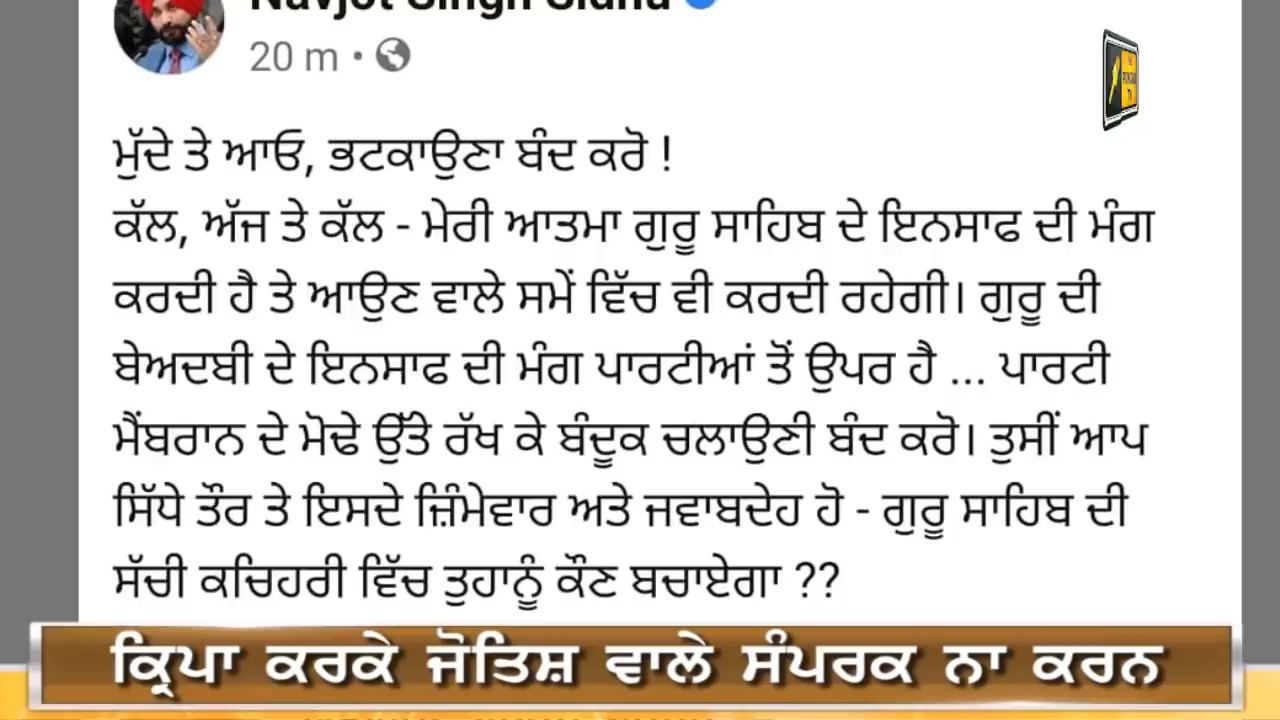 Navjot Singh Sidhu
20 m
ਮੁੱਦੇ ਤੇ ਆਓ, ਭਟਕਾਉਣਾ ਬੰਦ ਕਰੋ !
ਕੱਲ, ਅੱਜ ਤੇ ਕੱਲ - ਮੇਰੀ ਆਤਮਾ ਗੁਰੂ ਸਾਹਿਬ ਦੇ ਇਨਸਾਫ ਦੀ ਮੰਗ
ਕਰਦੀ ਹੈ ਤੇ ਆਉਣ ਵਾਲੇ ਸਮੇਂ ਵਿੱਚ ਵੀ ਕਰਦੀ ਰਹੇਗੀ। ਗੁਰੂ ਦੀ
ਬੇਅਦਬੀ ਦੇ ਇਨਸਾਫ ਦੀ ਮੰਗ ਪਾਰਟੀਆਂ ਤੋਂ ਉਪਰ ਹੈ ... ਪਾਰਟੀ
ਮੈਂਬਰਾਨ ਦੇ ਮੋਢੇ ਉੱਤੇ ਰੱਖ ਕੇ ਬੰਦੂਕ ਚਲਾਉਣੀ ਬੰਦ ਕਰੋ। ਤੁਸੀਂ ਆਪ
ਸਿੱਧੇ ਤੌਰ ਤੇ ਇਸਦੇ ਜ਼ਿੰਮੇਵਾਰ ਅਤੇ ਜਵਾਬਦੇਹ ਹੋ - ਗੁਰੂ ਸਾਹਿਬ ਦੀ
ਸੱਚੀ ਕਚਿਹਰੀ ਵਿੱਚ ਤੁਹਾਨੂੰ ਕੌਣ ਬਚਾਏਗਾ ??
ਕ੍ਰਿਪਾ ਕਰਕੇ ਜੋਤਿਸ਼ ਵਾਲੇ ਸੰਪਰਕ ਨਾ ਕਰਨ